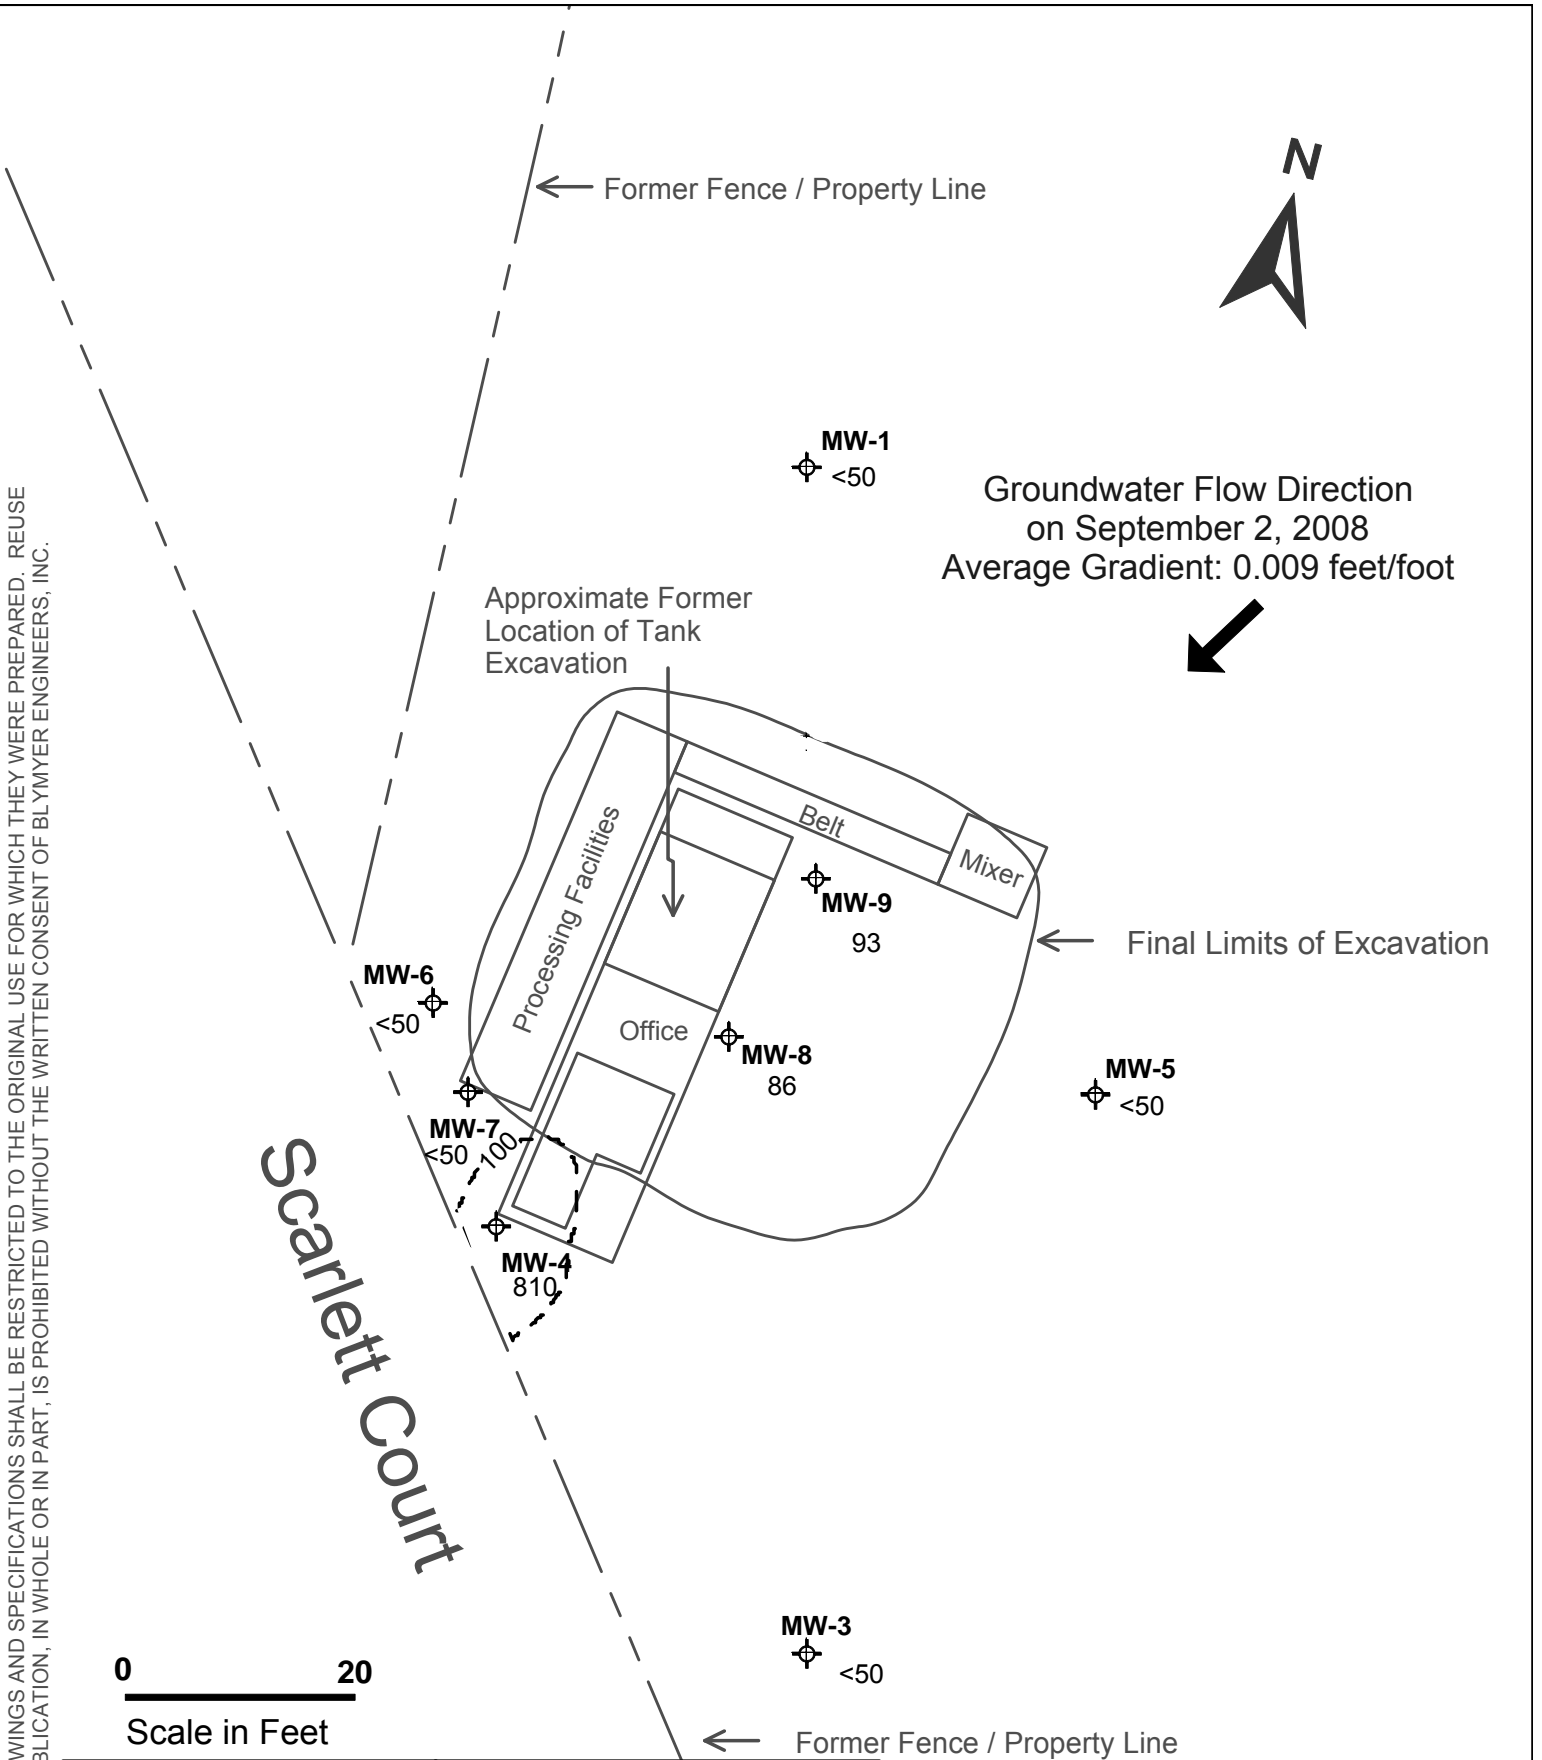 N
Former Fence / Property Line
MW-1
<50
Groundwater Flow Direction
on September 2, 2008
Average Gradient: 0.009 feet/foot
Approximate Former
Location of Tank
Excavation
Belt
Mixer
Processing Facilities
MW-9
93
Final Limits of Excavation
MW-6
<50
Office
MW-8
86
MW-5
<50
MW-7
<50
100
MW-4
810
Scarlett Court
MW-3
<50
0 20
Scale in Feet
Former Fence / Property Line
WINGS AND SPECIFICATIONS SHALL BE RESTRICTED TO THE ORIGINAL USE FOR WHICH THEY WERE PREPARED. REUSE
BLICATION, IN WHOLE OR IN PART, IS PROHIBITED WITHOUT THE WRITTEN CONSENT OF BLYMYER ENGINEERS, INC.